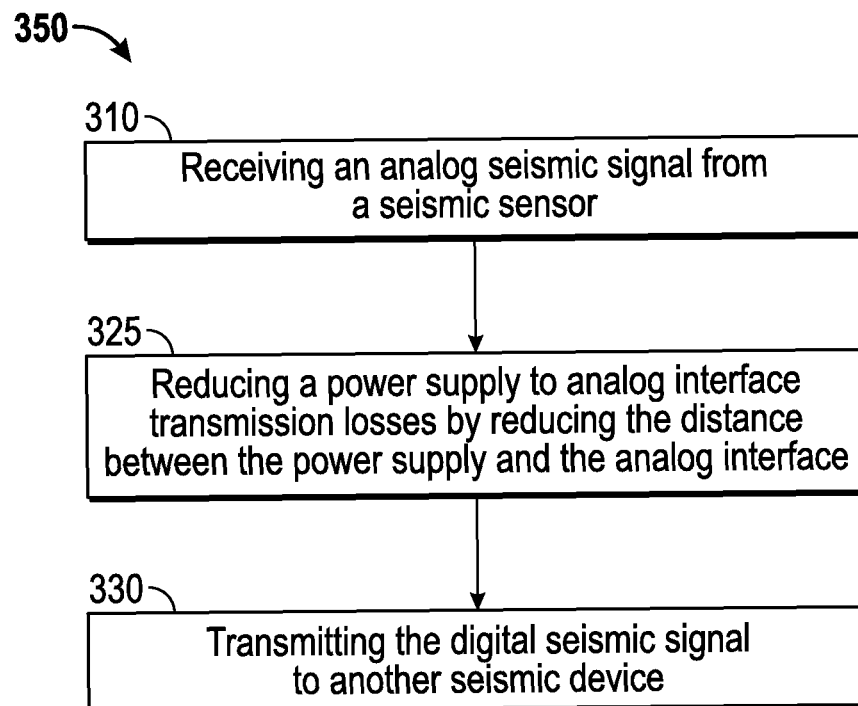 350
310
Receiving an analog seismic signal from
a seismic sensor
325
Reducing a power supply to analog interface
transmission losses by reducing the distance
between the power supply and the analog interface
330
Transmitting the digital seismic signal
to another seismic device